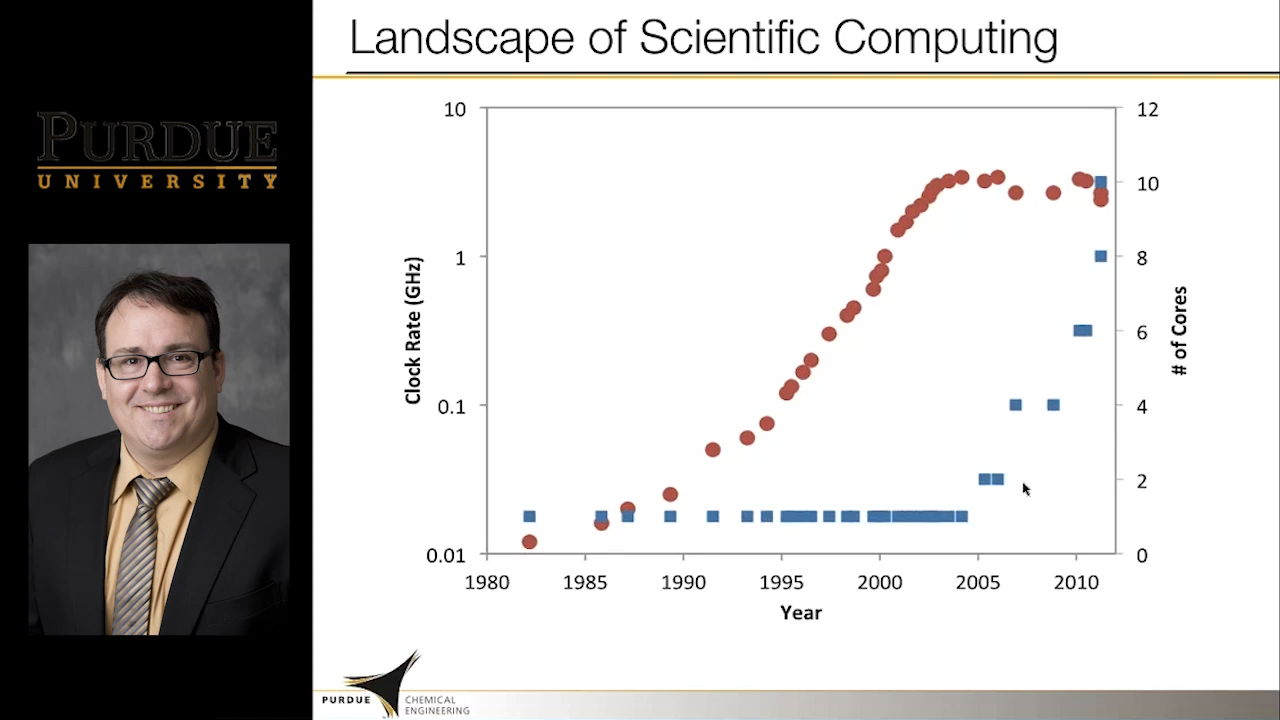 PURDUE
UNIVERSITY
Landscape of Scientific Computing
10
1
0.1
0.01
Clock Rate (GHz)
12
10
8
6
4
2
0
# of Cores
1980 1985 1990 1995 2000 2005 2010
Year
PURDUE
CHEMICAL
ENGINEERING